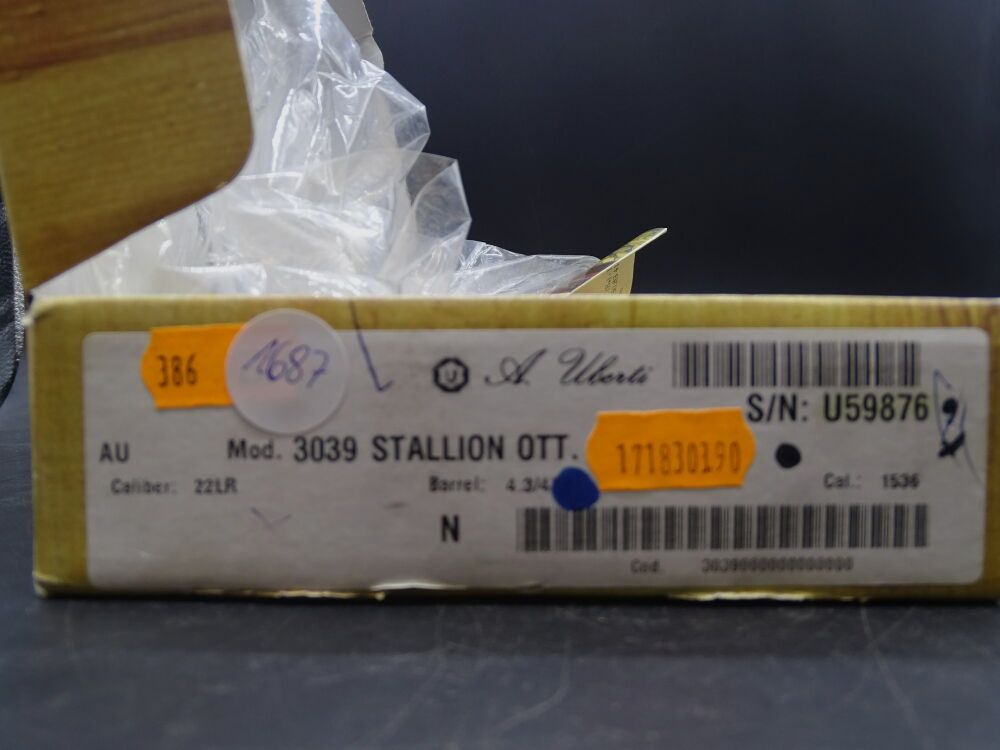 386
1687
U A. Uberti
S/N: U59876
AU Mod. 3039 STALLION OTT.
171830190
Caliber: 22LR Barrel: 4.3/4 Cal.: 1536
N
Cod. 3039000000000000